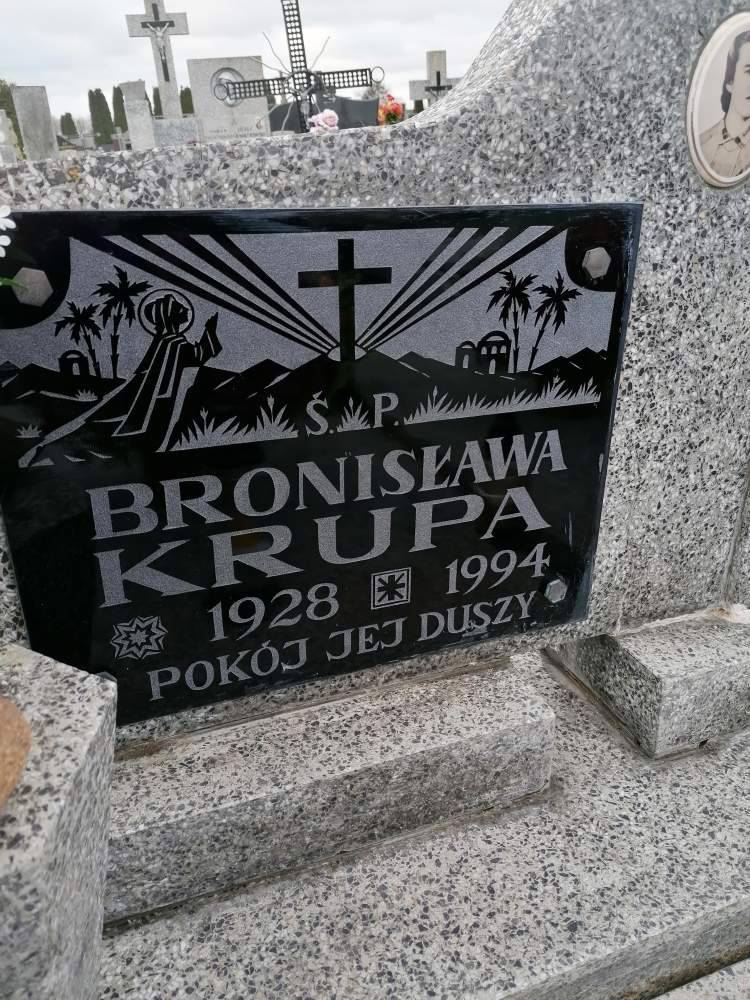 Ś. P.
BRONISŁAWA
KRUPA
1928 1994
POKÓJ JEJ DUSZY